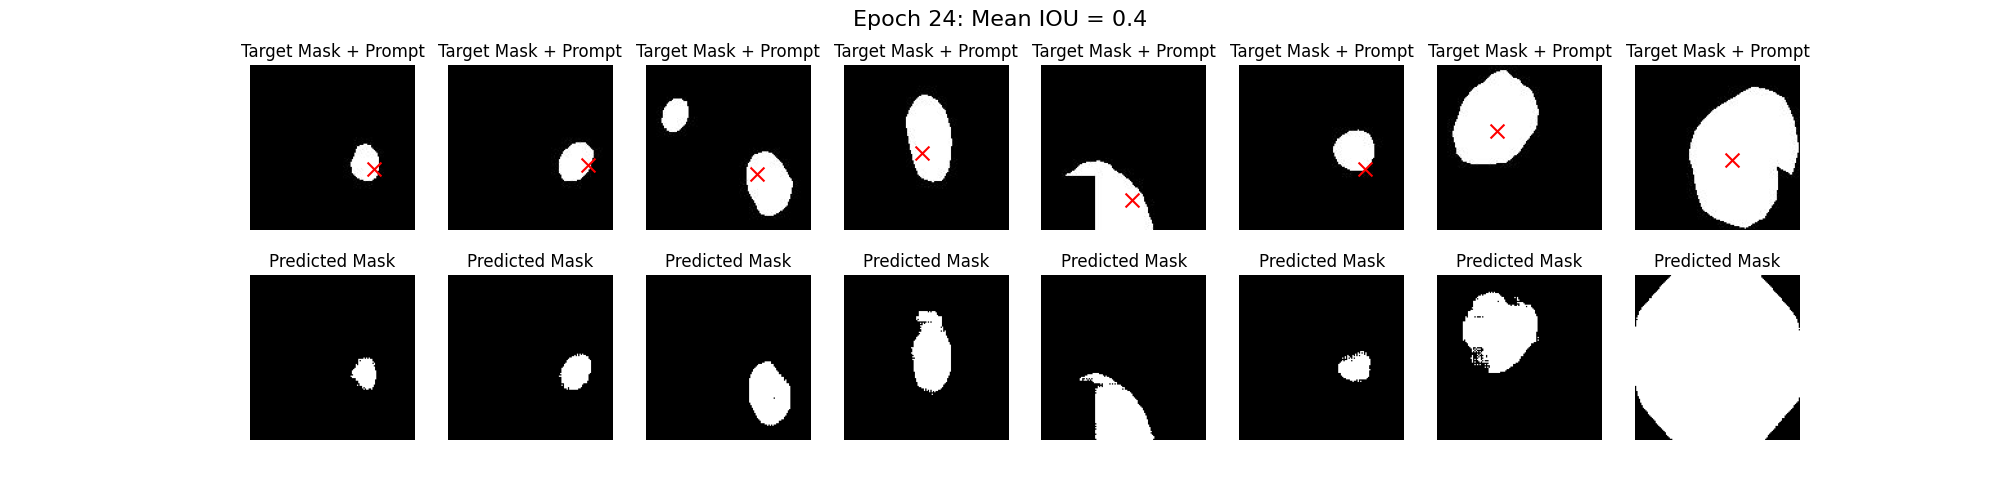 Epoch 24: Mean IOU = 0.4
Target Mask + Prompt Target Mask + Prompt Target Mask + Prompt Target Mask + Prompt Target Mask + Prompt Target Mask + Prompt Target Mask + Prompt Target Mask + Prompt
Predicted Mask Predicted Mask Predicted Mask Predicted Mask Predicted Mask Predicted Mask Predicted Mask Predicted Mask